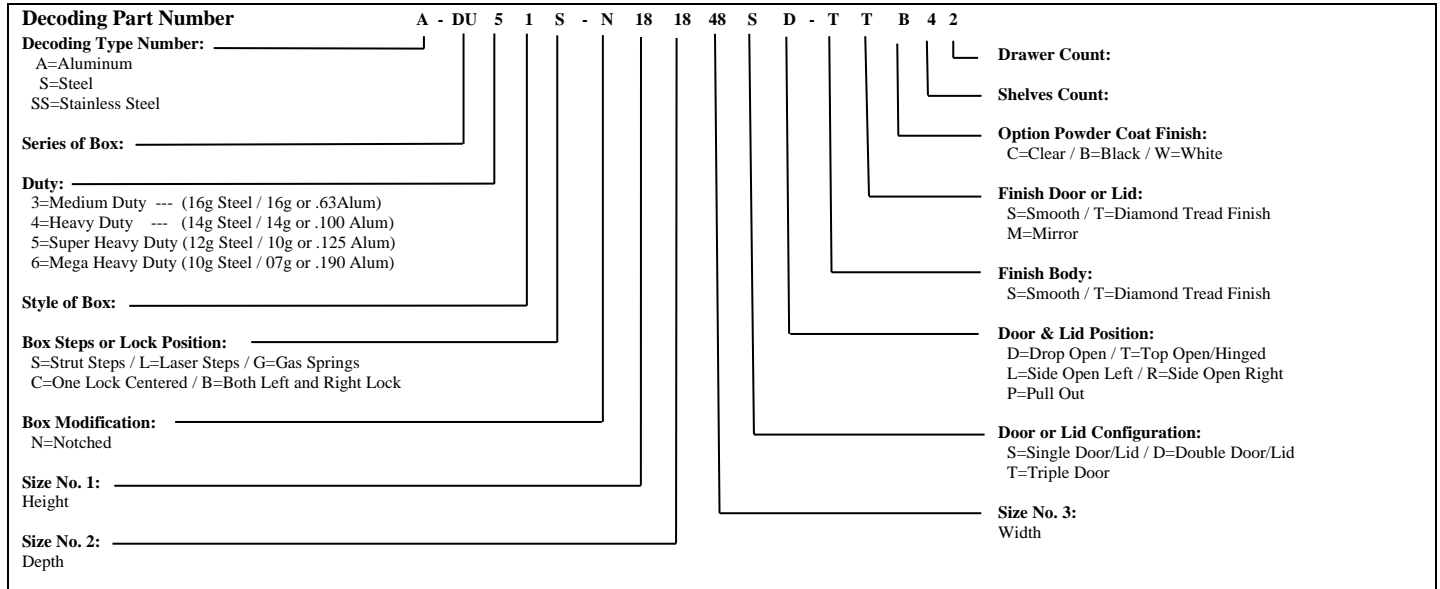 Decoding Part Number A - DU 5 1 S - N 18 18 48 S D - T T B 4 2
Decoding Type Number:
A=Aluminum
S=Steel
SS=Stainless Steel
Series of Box:
Duty:
3=Medium Duty --- (16g Steel / 16g or .63Alum)
4=Heavy Duty --- (14g Steel / 14g or .100 Alum)
5=Super Heavy Duty (12g Steel / 10g or .125 Alum)
6=Mega Heavy Duty (10g Steel / 07g or .190 Alum)
Style of Box:
Box Steps or Lock Position:
S=Strut Steps / L=Laser Steps / G=Gas Springs
C=One Lock Centered / B=Both Left and Right Lock
Box Modification:
N=Notched
Size No. 1:
Height
Size No. 2:
Depth
Drawer Count:
Shelves Count:
Option Powder Coat Finish:
C=Clear / B=Black / W=White
Finish Door or Lid:
S=Smooth / T=Diamond Tread Finish
M=Mirror
Finish Body:
S=Smooth / T=Diamond Tread Finish
Door & Lid Position:
D=Drop Open / T=Top Open/Hinged
L=Side Open Left / R=Side Open Right
P=Pull Out
Door or Lid Configuration:
S=Single Door/Lid / D=Double Door/Lid
T=Triple Door
Size No. 3:
Width